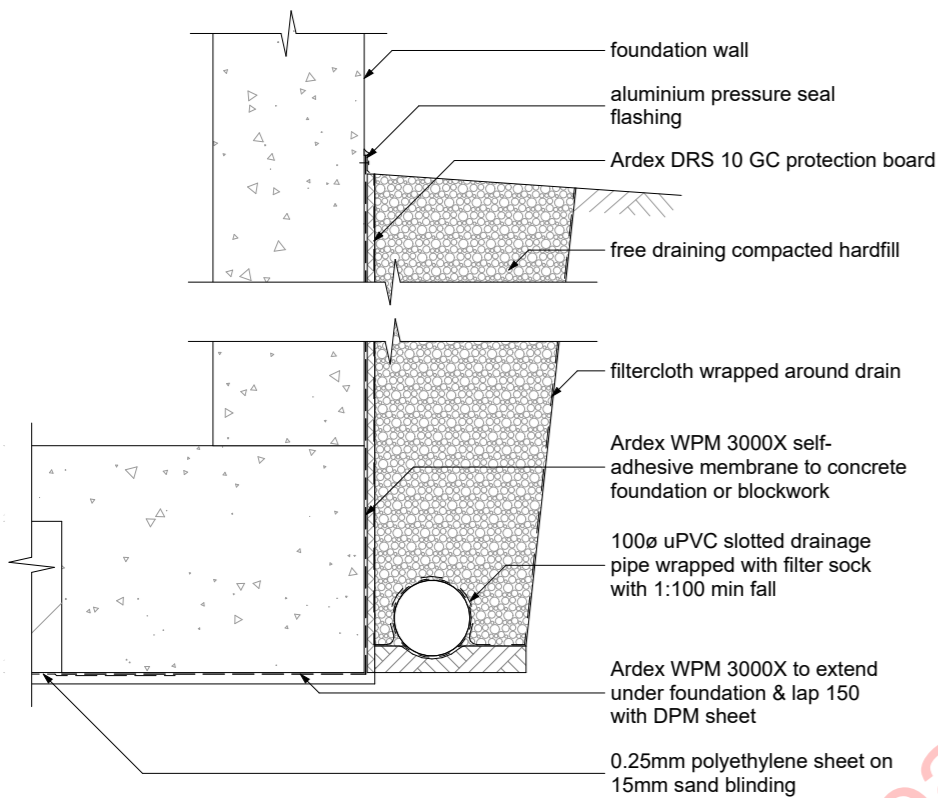 foundation wall
aluminium pressure seal
flashing
Ardex DRS 10 GC protection board
free draining compacted hardfill
filtercloth wrapped around drain
Ardex WPM 3000X self-
adhesive membrane to concrete
foundation or blockwork
100ø uPVC slotted drainage
pipe wrapped with filter sock
with 1:100 min fall
Ardex WPM 3000X to extend
under foundation & lap 150
with DPM sheet
0.25mm polyethylene sheet on
15mm sand blinding